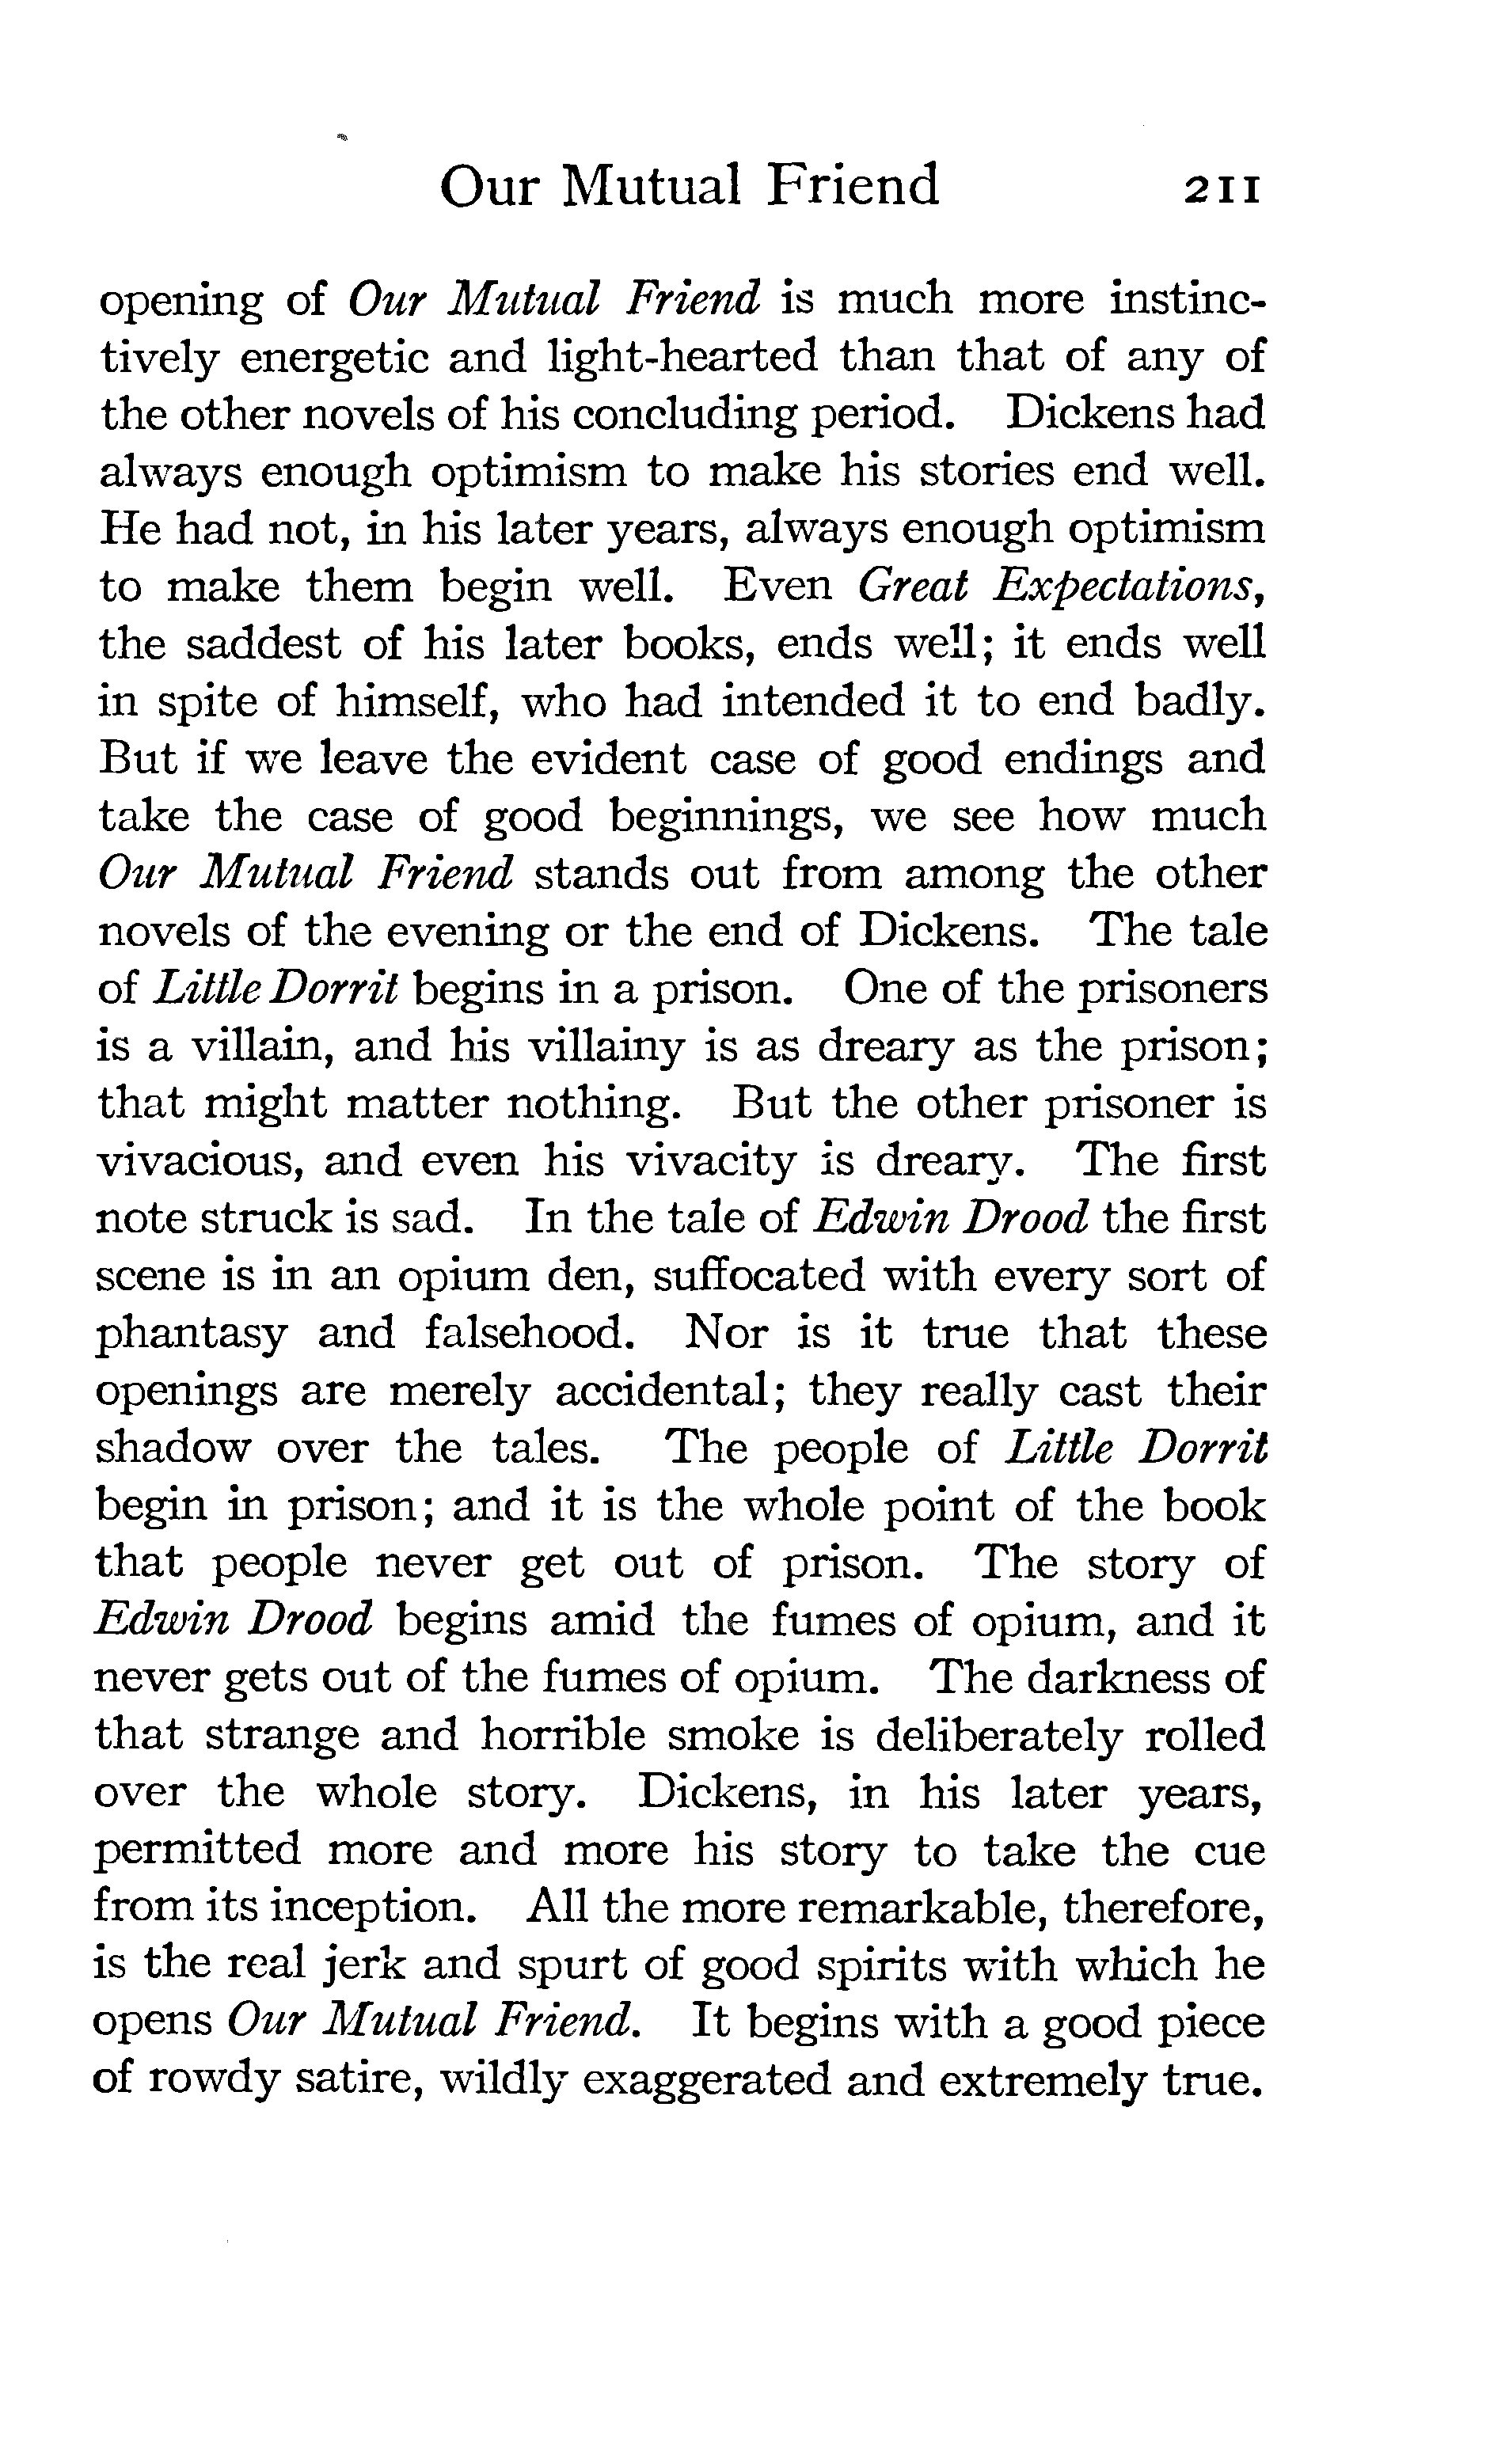 Our Mutual Friend 211
opening of Our Mutual Friend is much more instinc-
tively energetic and light-hearted than that of any of
the other novels of his concluding period. Dickens had
always enough optimism to make his stories end well.
He had not, in his later years, always enough optimism
to make them begin well. Even Great Expectations,
the saddest of his later books, ends well; it ends well
in spite of himself, who had intended it to end badly.
But if we leave the evident case of good endings and
take the case of good beginnings, we see how much
Our Mutual Friend stands out from among the other
novels of the evening or the end of Dickens. The tale
of Little Dorrit begins in a prison. One of the prisoners
is a villain, and his villainy is as dreary as the prison;
that might matter nothing. But the other prisoner is
vivacious, and even his vivacity is dreary. The first
note struck is sad. In the tale of Edwin Drood the first
scene is in an opium den, suffocated with every sort of
phantasy and falsehood. Nor is it true that these
openings are merely accidental; they really cast their
shadow over the tales. The people of Little Dorrit
begin in prison; and it is the whole point of the book
that people never get out of prison. The story of
Edwin Drood begins amid the fumes of opium, and it
never gets out of the fumes of opium. The darkness of
that strange and horrible smoke is deliberately rolled
over the whole story. Dickens, in his later years,
permitted more and more his story to take the cue
from its inception. All the more remarkable, therefore,
is the real jerk and spurt of good spirits with which he
opens Our Mutual Friend. It begins with a good piece
of rowdy satire, wildly exaggerated and extremely true.